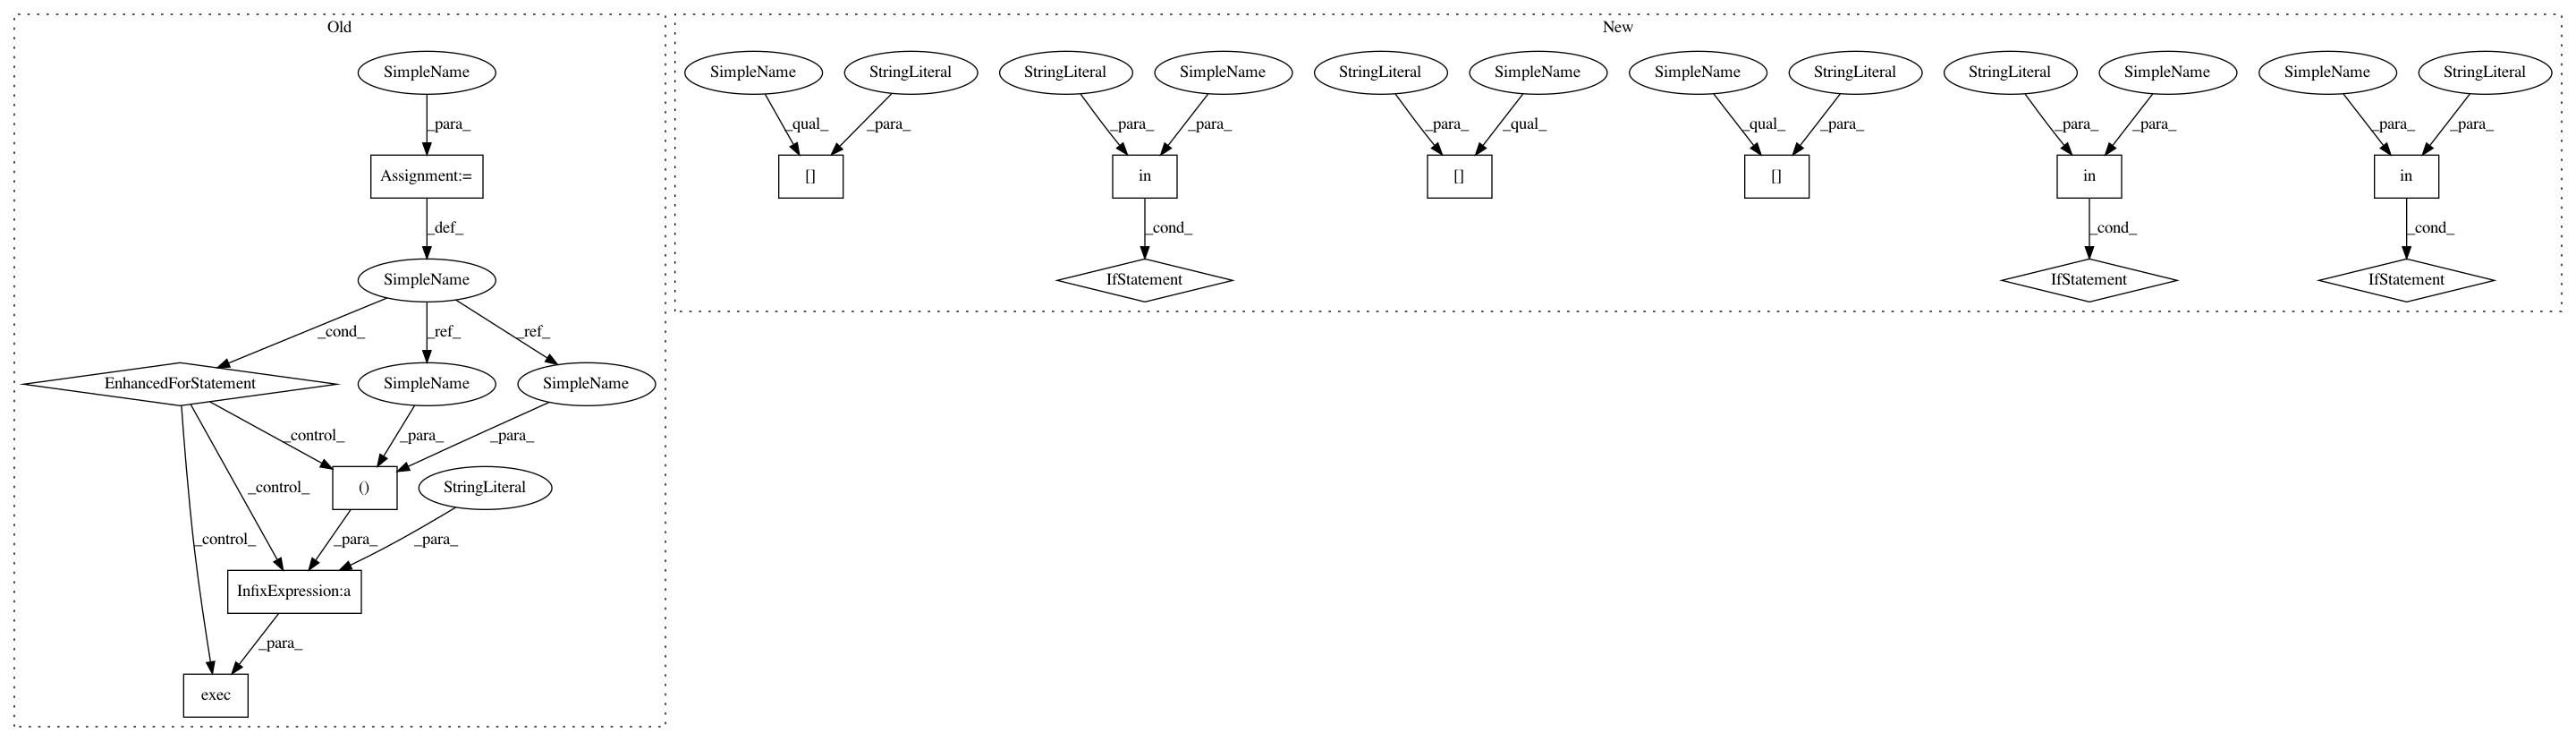 Old
New
SimpleName
SimpleName StringLiteral StringLiteral SimpleName StringLiteral SimpleName SimpleName StringLiteral StringLiteral SimpleName SimpleName StringLiteral
_para_
_qual_ _para_ _para_ _para_ _para_ _qual_ _qual_ _para_ _para_ _para_ _para_ _para_
Assignment:=
[] in [] [] in in
_def_
_cond_ _cond_ _cond_
SimpleName
IfStatement IfStatement IfStatement
_cond_ _ref_ _ref_
EnhancedForStatement SimpleName SimpleName
_control_ _para_ _para_
_control_ () StringLiteral
_control_ _para_ _para_
InfixExpression:a
_para_
exec